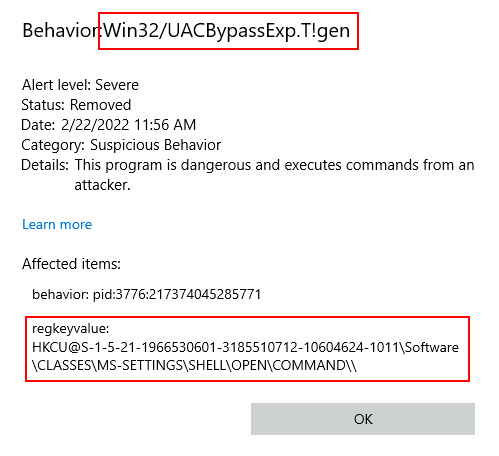 Behavior:Win32/UACBypassExp.T!gen
Alert level: Severe
Status: Removed
Date: 2/22/2022 11:56 AM
Category: Suspicious Behavior
Details: This program is dangerous and executes commands from an
attacker.
Learn more
Affected items:
behavior: pid:3776:217374045285771
regkeyvalue:
HKCU@S-1-5-21-1966530601-3185510712-10604624-1011\Software
\CLASSES\MS-SETTINGS\SHELL\OPEN\COMMAND\\
OK